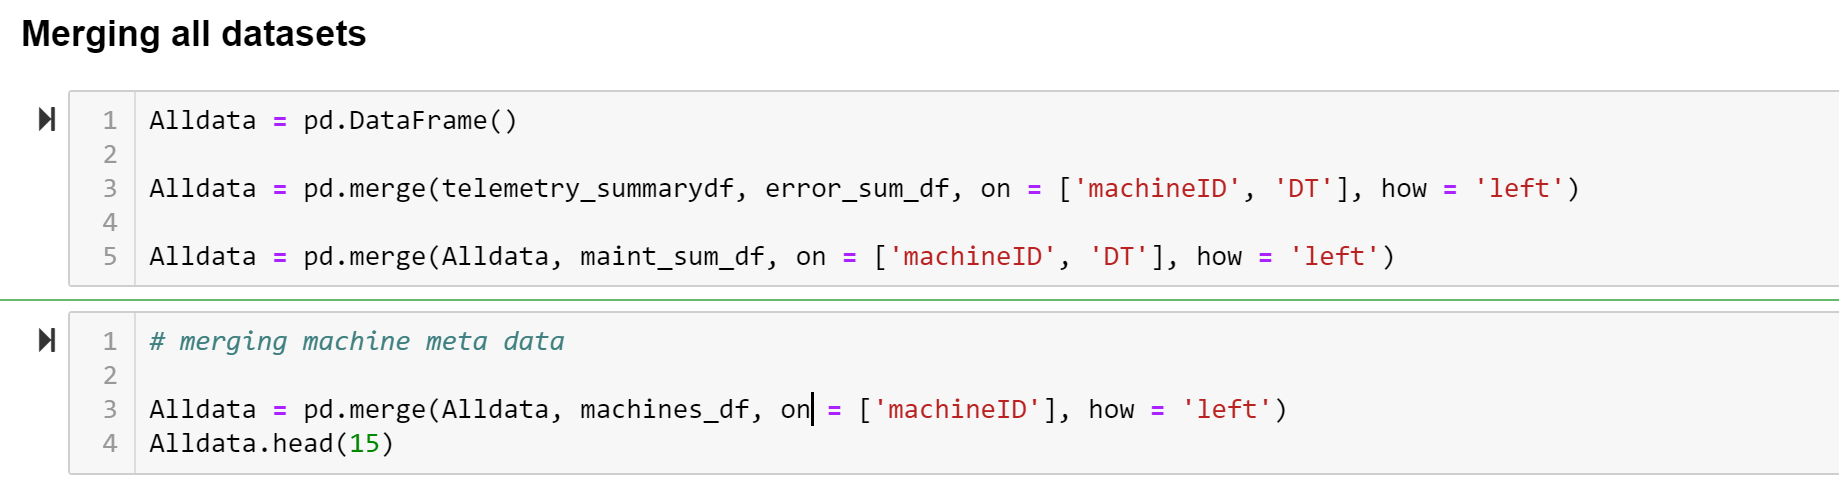 Merging all datasets
1 Alldata = pd.DataFrame()
2
3 Alldata = pd.merge(telemetry_summarydf, error_sum_df, on = ['machineID', 'DT'], how = 'left')
4
5 Alldata = pd.merge(Alldata, maint_sum_df, on = ['machineID', 'DT'], how = 'left')
1 # merging machine meta data
2
3 Alldata = pd.merge(Alldata, machines_df, on = ['machineID'], how = 'left')
4 Alldata.head(15)